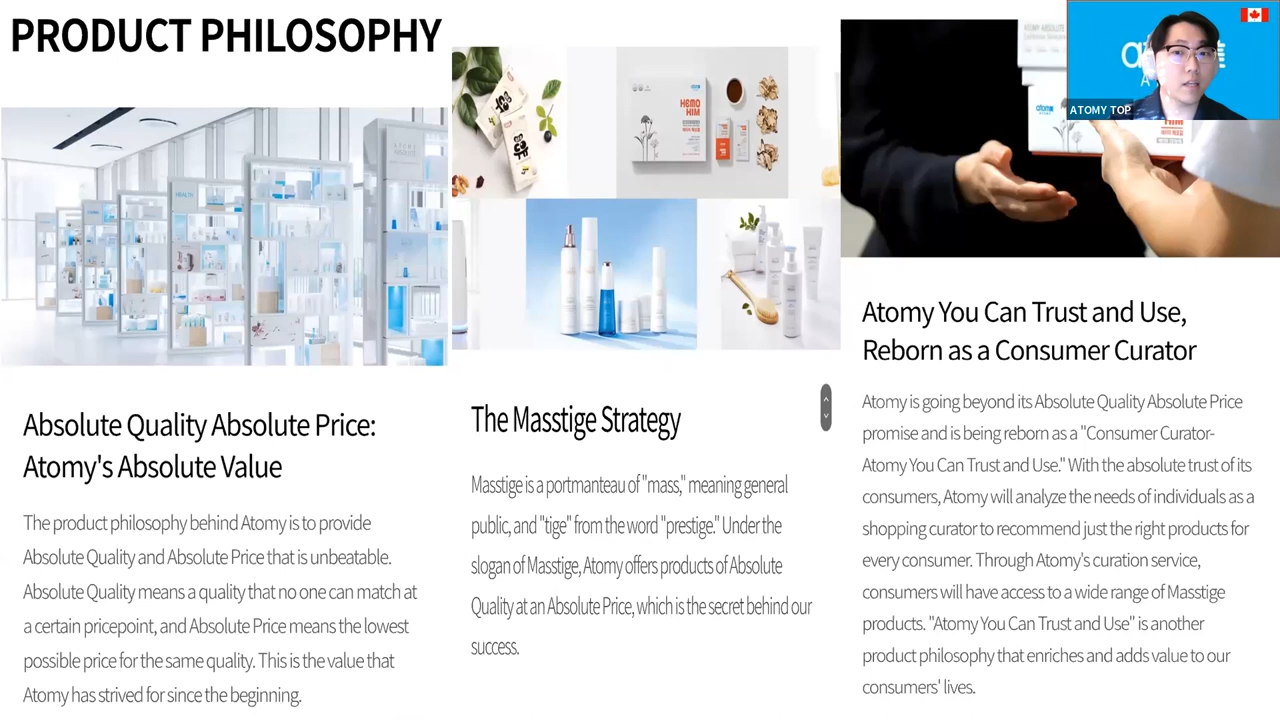 PRODUCT PHILOSOPHY
Absolute Quality Absolute Price:
Atomy's Absolute Value
The product philosophy behind Atomy is to provide
Absolute Quality and Absolute Price that is unbeatable.
Absolute Quality means a quality that no one can match at
a certain pricepoint, and Absolute Price means the lowest
possible price for the same quality. This is the value that
Atomy has strived for since the beginning.
HEMO
HIM
The Masstige Strategy
Masstige is a portmanteau of "mass," meaning general
public, and "tige" from the word "prestige." Under the
slogan of Masstige, Atomy offers products of Absolute
Quality at an Absolute Price, which is the secret behind our
success.
ATOMY TOP
Atomy You Can Trust and Use,
Reborn as a Consumer Curator
Atomy is going beyond its Absolute Quality Absolute Price
promise and is being reborn as a "Consumer Curator-
Atomy You Can Trust and Use." With the absolute trust of its
consumers, Atomy will analyze the needs of individuals as a
shopping curator to recommend just the right products for
every consumer. Through Atomy's curation service,
consumers will have access to a wide range of Masstige
products. "Atomy You Can Trust and Use" is another
product philosophy that enriches and adds value to our
consumers' lives.